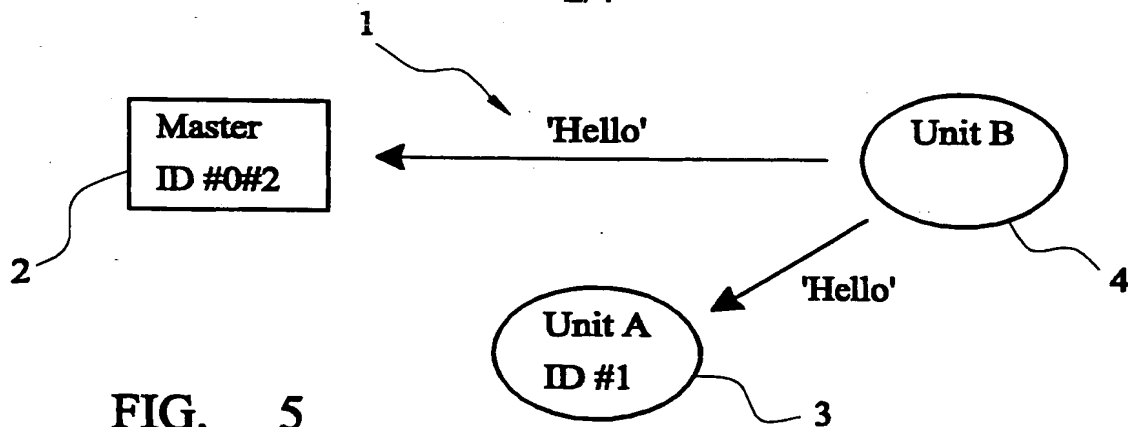 1
Master
ID #0#2
'Hello'
Unit B
2
4
'Hello'
Unit A
ID #1
3
FIG. 5